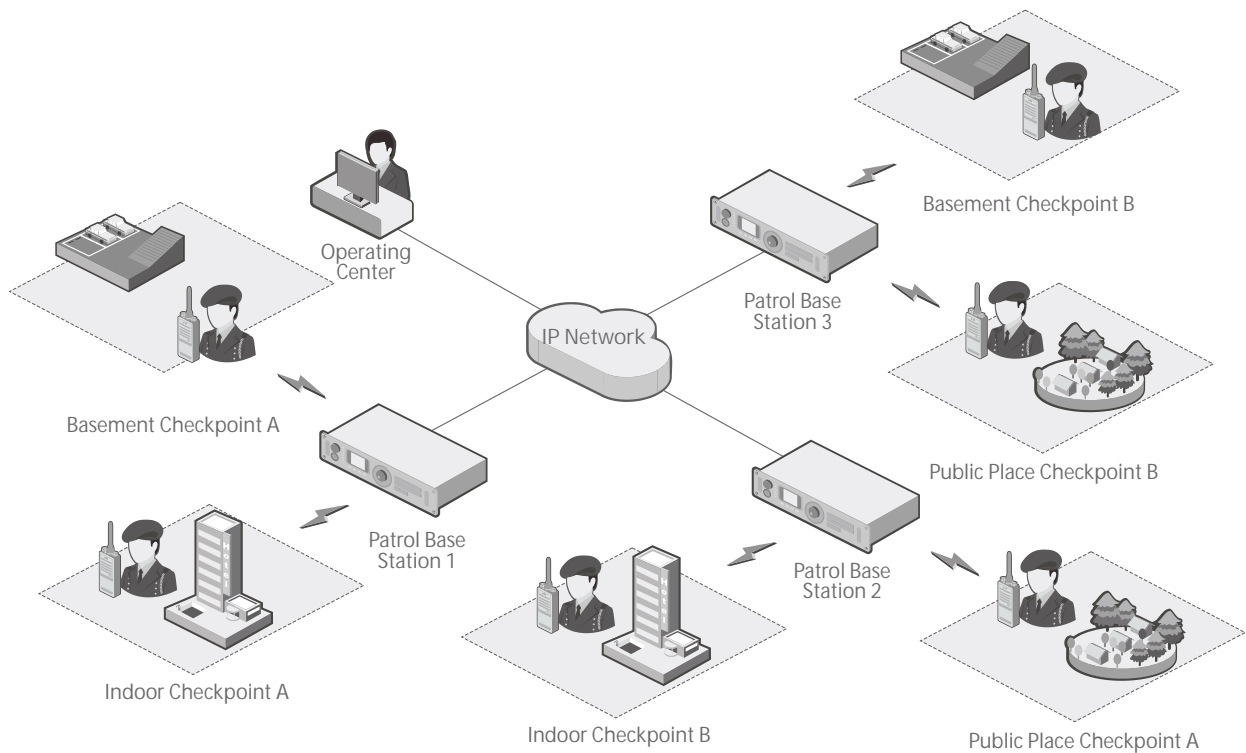 Basement Checkpoint B
Operating
Center
Patrol Base
Station 3
IP Network
Basement Checkpoint A
Public Place Checkpoint B
Patrol Base
Station 1
Patrol Base
Station 2
Indoor Checkpoint A
Indoor Checkpoint B
Public Place Checkpoint A